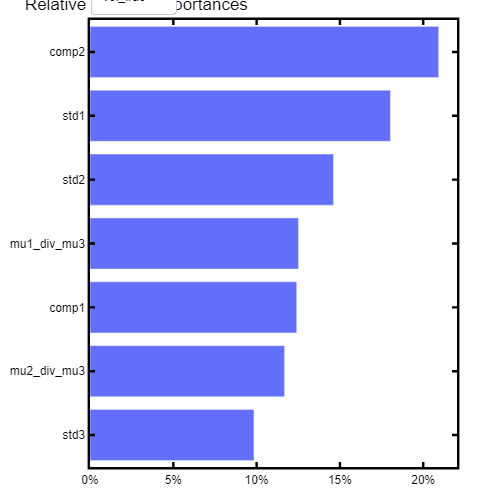 Relative portances
comp2
std1
std2
mu1_div_mu3
comp1
mu2_div_mu3
std3
0% 5% 10% 15% 20%